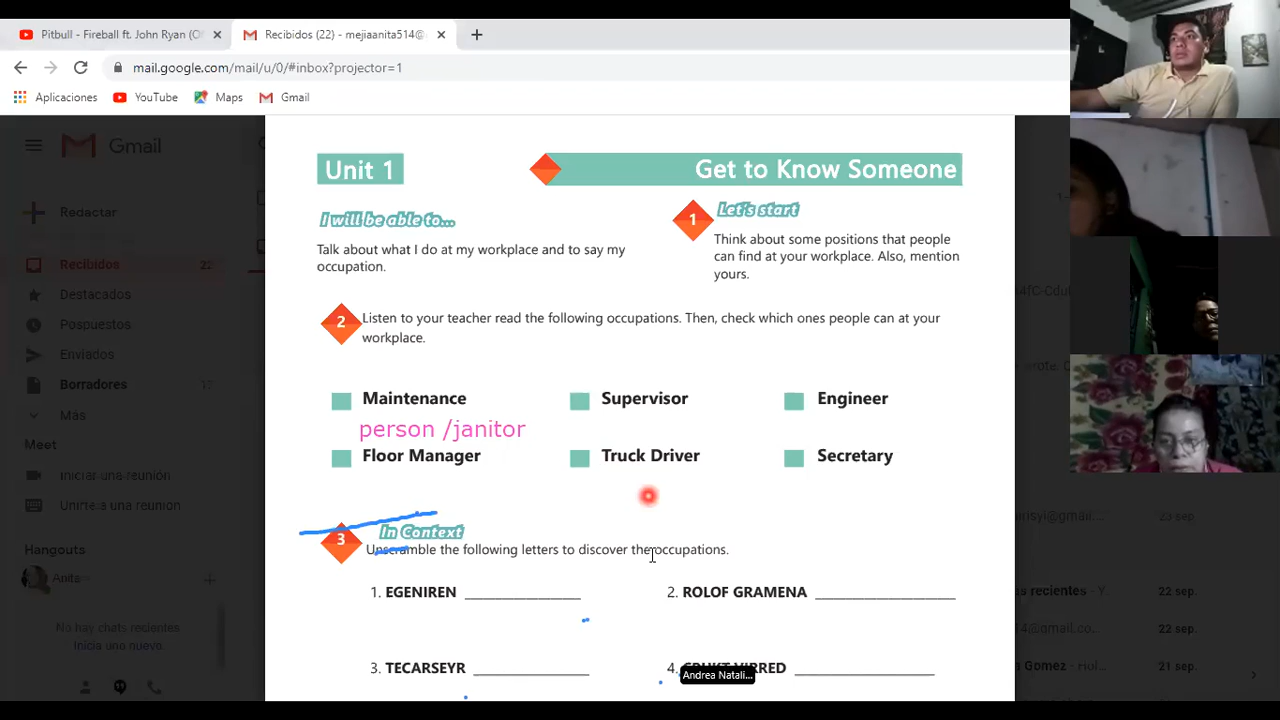 Pitbull - Fireball ft. John Ryan (O
Recibidos (22) - mejiaanita514@
mail.google.com/mail/u/0/#inbox?projector=1
Aplicaciones
YouTube
Maps
Gmail
Gmail
Redactar
Recibidos
Destacados
Pospuestos
Enviados
Borradores
Más
Meet
Iniciar una reunión
Unirte a una reunión
Hangouts
Anita
No hay chats recientes
Inicia uno nuevo.
Unit 1
Get to Know Someone
I will be able to...
Talk about what I do at my workplace and to say my
occupation.
1
Let's start
Think about some positions that people
can find at your workplace. Also, mention
yours.
2
Listen to your teacher read the following occupations. Then, check which ones people can at your
workplace.
Maintenance
Supervisor
Engineer
person /janitor
Floor Manager
Truck Driver
Secretary
3
In Context
Unscramble the following letters to discover the occupations.
1. EGENIREN
2. ROLOF GRAMENA
3. TECARSEYR
4. VIRRED
Andrea Natali...
23 sep.
22 sep.
22 sep.
21 sep.